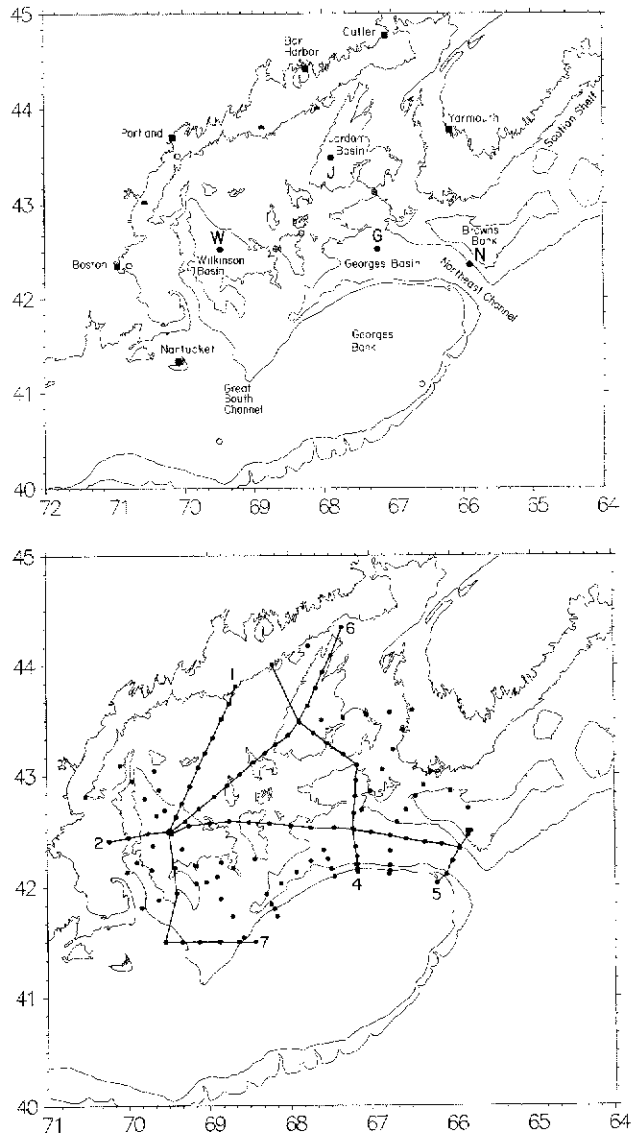 45
Cutler
Bar
Harbor
44
Portland
Yarmouth
Scotian Shelf
Jordan
Basin
J
43
W
G
Browns
Bank
N
Boston
Wilkinson
Basin
Georges Basin
Northeast Channel
42
Nantucket
Georges
Bank
41
Great
South
Channel
40
72 71 70 69 68 67 66 65 64
45
6
44
1
43
2
42
4
5
7
41
40
71 70 69 68 67 66 65 64